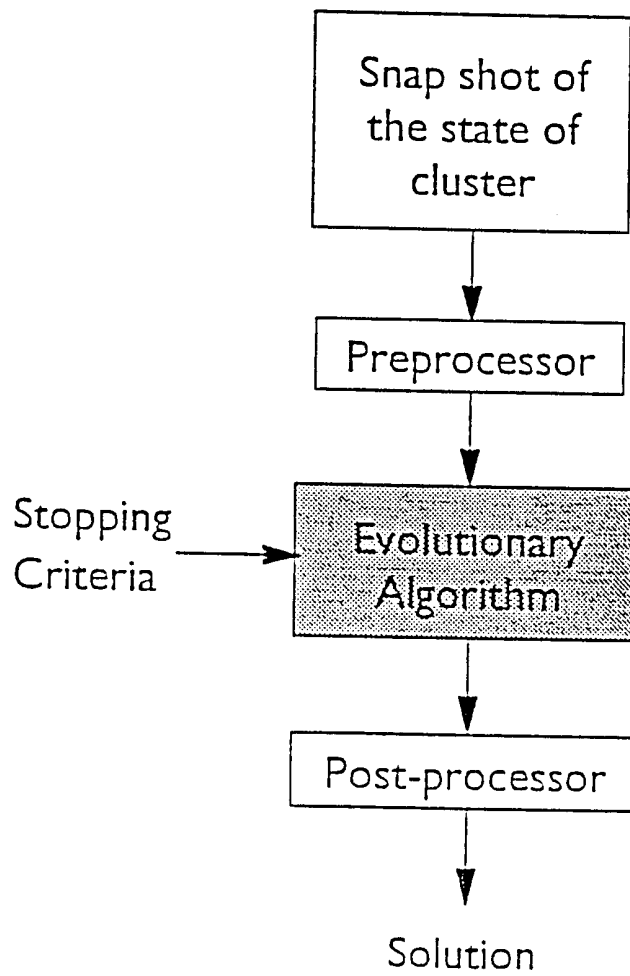 Snap shot of
the state of
cluster
Preprocessor
Stopping
Criteria
Evolutionary
Algorithm
Post-processor
Solution